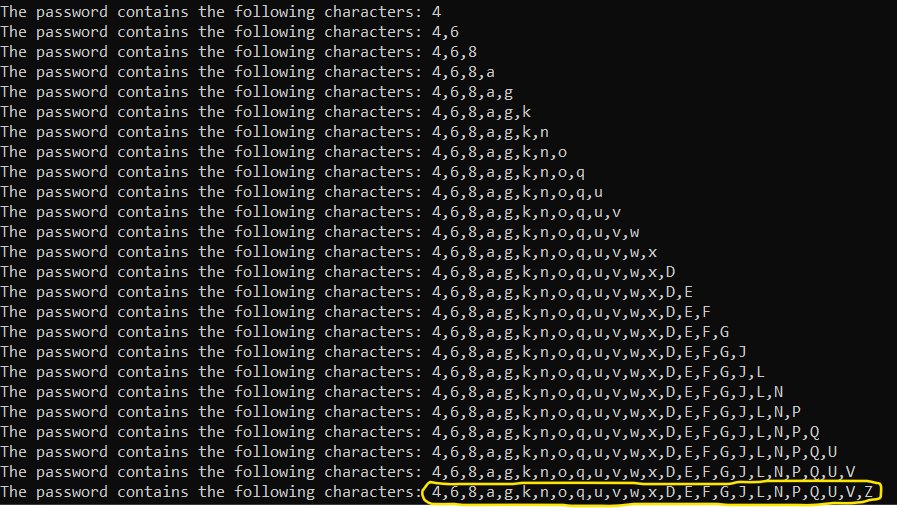 The password contains the following characters: 4
The password contains the following characters: 4,6
The password contains the following characters: 4,6,8
The password contains the following characters: 4,6,8,a
The password contains the following characters: 4,6,8,a,g
The password contains the following characters: 4,6,8,a,g,k
The password contains the following characters: 4,6,8,a,g,k,n
The password contains the following characters: 4,6,8,a,g,k,n,o
The password contains the following characters: 4,6,8,a,g,k,n,o,q
The password contains the following characters: 4,6,8,a,g,k,n,o,q,u
The password contains the following characters: 4,6,8,a,g,k,n,o,q,u,v
The password contains the following characters: 4,6,8,a,g,k,n,o,q,u,v,w
The password contains the following characters: 4,6,8,a,g,k,n,o,q,u,v,w,x
The password contains the following characters: 4,6,8,a,g,k,n,o,q,u,v,w,x,D
The password contains the following characters: 4,6,8,a,g,k,n,o,q,u,v,w,x,D,E
The password contains the following characters: 4,6,8,a,g,k,n,o,q,u,v,w,x,D,E,F
The password contains the following characters: 4,6,8,a,g,k,n,o,q,u,v,w,x,D,E,F,G
The password contains the following characters: 4,6,8,a,g,k,n,o,q,u,v,w,x,D,E,F,G,J
The password contains the following characters: 4,6,8,a,g,k,n,o,q,u,v,w,x,D,E,F,G,J,L
The password contains the following characters: 4,6,8,a,g,k,n,o,q,u,v,w,x,D,E,F,G,J,L,N
The password contains the following characters: 4,6,8,a,g,k,n,o,q,u,v,w,x,D,E,F,G,J,L,N,P
The password contains the following characters: 4,6,8,a,g,k,n,o,q,u,v,w,x,D,E,F,G,J,L,N,P,Q
The password contains the following characters: 4,6,8,a,g,k,n,o,q,u,v,w,x,D,E,F,G,J,L,N,P,Q,U
The password contains the following characters: 4,6,8,a,g,k,n,o,q,u,v,w,x,D,E,F,G,J,L,N,P,Q,U,V
The password contains the following characters: 4,6,8,a,g,k,n,o,q,u,v,w,x,D,E,F,G,J,L,N,P,Q,U,V,Z